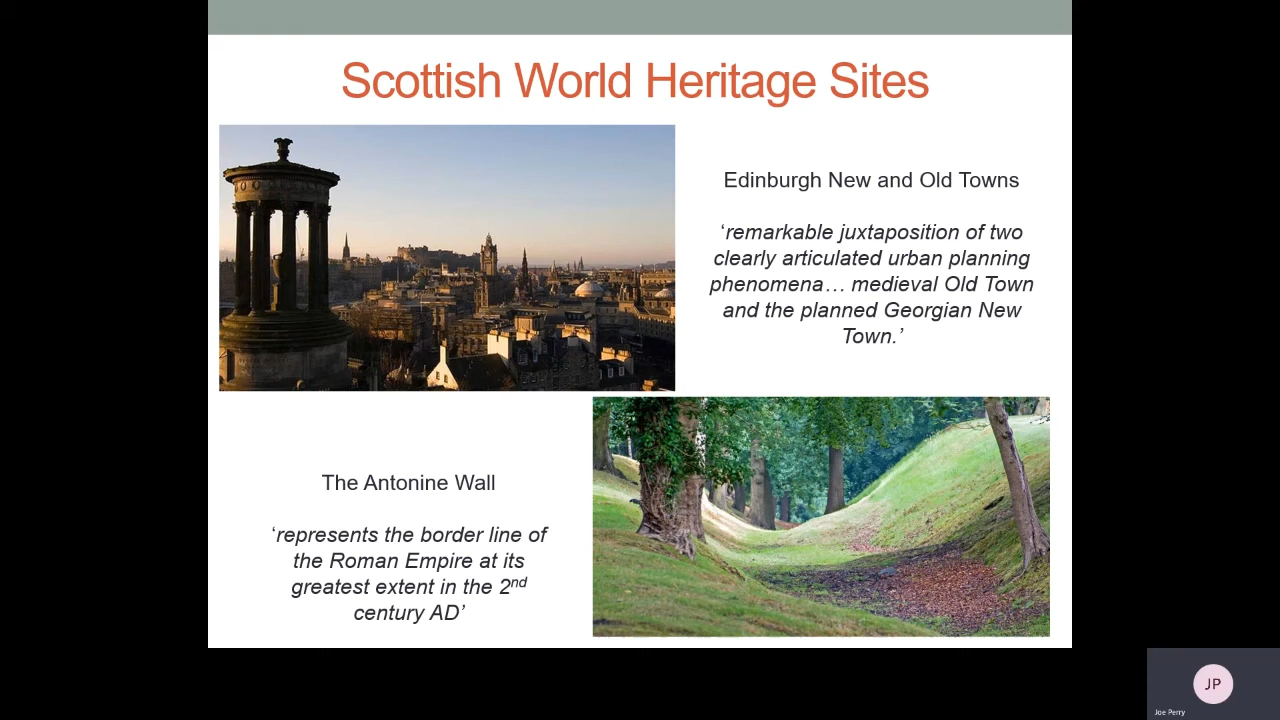 Scottish World Heritage Sites
Edinburgh New and Old Towns
‘remarkable juxtaposition of two
clearly articulated urban planning
phenomena… medieval Old Town
and the planned Georgian New
Town.’
The Antonine Wall
‘represents the border line of
the Roman Empire at its
greatest extent in the 2nd
century AD’
JP
Joe Perry